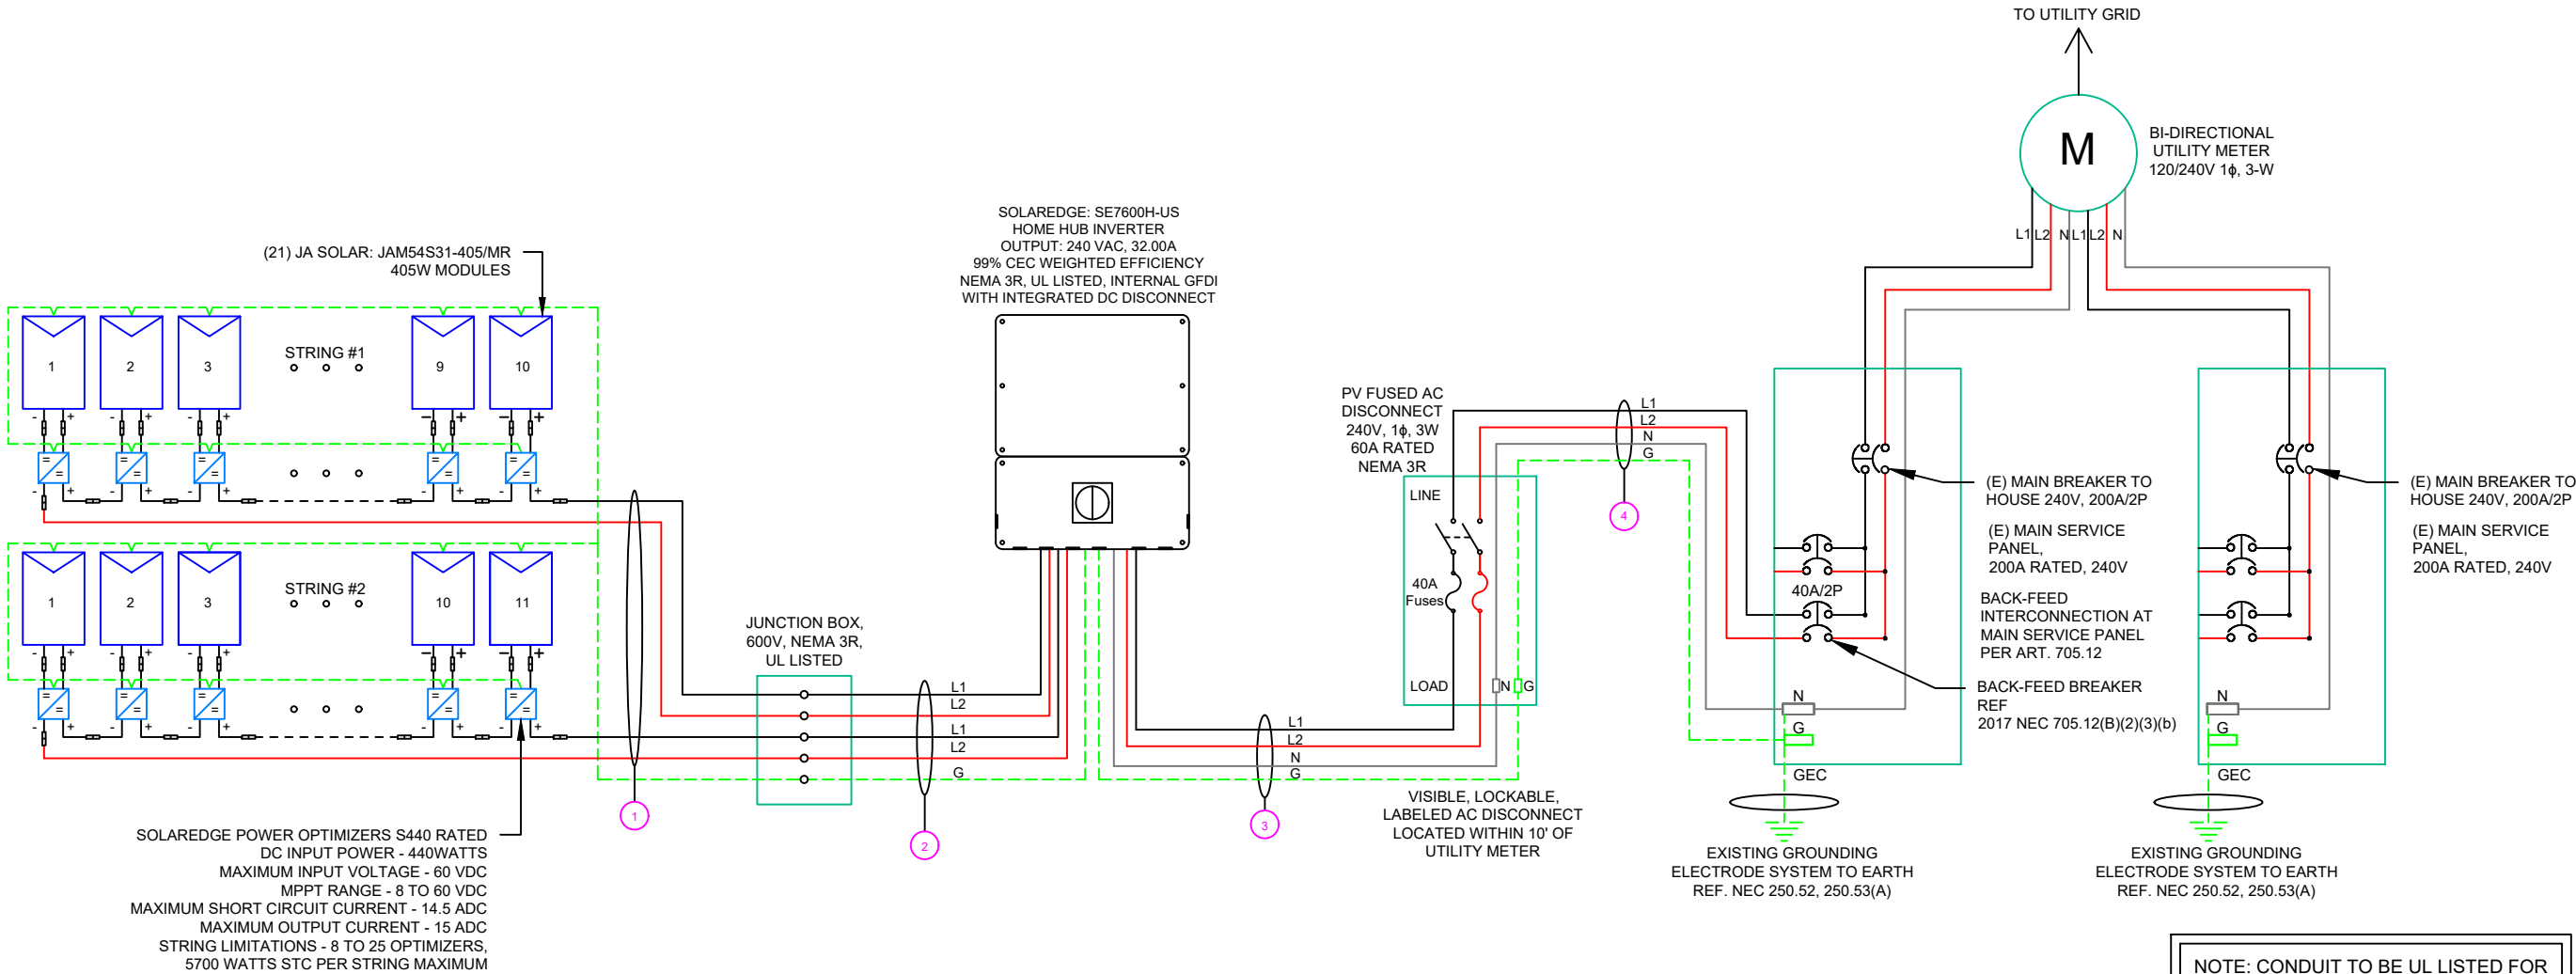 TO UTILITY GRID
M
BI-DIRECTIONAL
UTILITY METER
120/240V 1ϕ, 3-W
L1 L2 N L1 L2 N
SOLAREDGE: SE7600H-US
HOME HUB INVERTER
OUTPUT: 240 VAC, 32.00A
99% CEC WEIGHTED EFFICIENCY
NEMA 3R, UL LISTED, INTERNAL GFDI
WITH INTEGRATED DC DISCONNECT
(21) JA SOLAR: JAM54S31-405/MR
405W MODULES
STRING #1
1 2 3 9 10
- + - + - + - + - +
= = = = = = = = = =
- + - + - + - + - +
STRING #2
1 2 3 10 11
- + - + - + - + - +
= = = = = = = = = =
- + - + - + - + - +
1
SOLAREDGE POWER OPTIMIZERS S440 RATED
DC INPUT POWER - 440WATTS
MAXIMUM INPUT VOLTAGE - 60 VDC
MPPT RANGE - 8 TO 60 VDC
MAXIMUM SHORT CIRCUIT CURRENT - 14.5 ADC
MAXIMUM OUTPUT CURRENT - 15 ADC
STRING LIMITATIONS - 8 TO 25 OPTIMIZERS,
5700 WATTS STC PER STRING MAXIMUM
JUNCTION BOX,
600V, NEMA 3R,
UL LISTED
L1
L2
L1
L2
G
2
L1
L2
N
G
3
PV FUSED AC
DISCONNECT
240V, 1ϕ, 3W
60A RATED
NEMA 3R
LINE
40A
Fuses
LOAD
N G
VISIBLE, LOCKABLE,
LABELED AC DISCONNECT
LOCATED WITHIN 10' OF
UTILITY METER
L1
L2
N
G
4
40A/2P
N
G
GEC
EXISTING GROUNDING
ELECTRODE SYSTEM TO EARTH
REF. NEC 250.52, 250.53(A)
(E) MAIN BREAKER TO
HOUSE 240V, 200A/2P
(E) MAIN SERVICE
PANEL,
200A RATED, 240V
BACK-FEED
INTERCONNECTION AT
MAIN SERVICE PANEL
PER ART. 705.12
BACK-FEED BREAKER
REF
2017 NEC 705.12(B)(2)(3)(b)
N
G
GEC
EXISTING GROUNDING
ELECTRODE SYSTEM TO EARTH
REF. NEC 250.52, 250.53(A)
(E) MAIN BREAKER TO
HOUSE 240V, 200A/2P
(E) MAIN SERVICE
PANEL,
200A RATED, 240V
NOTE: CONDUIT TO BE UL LISTED FOR